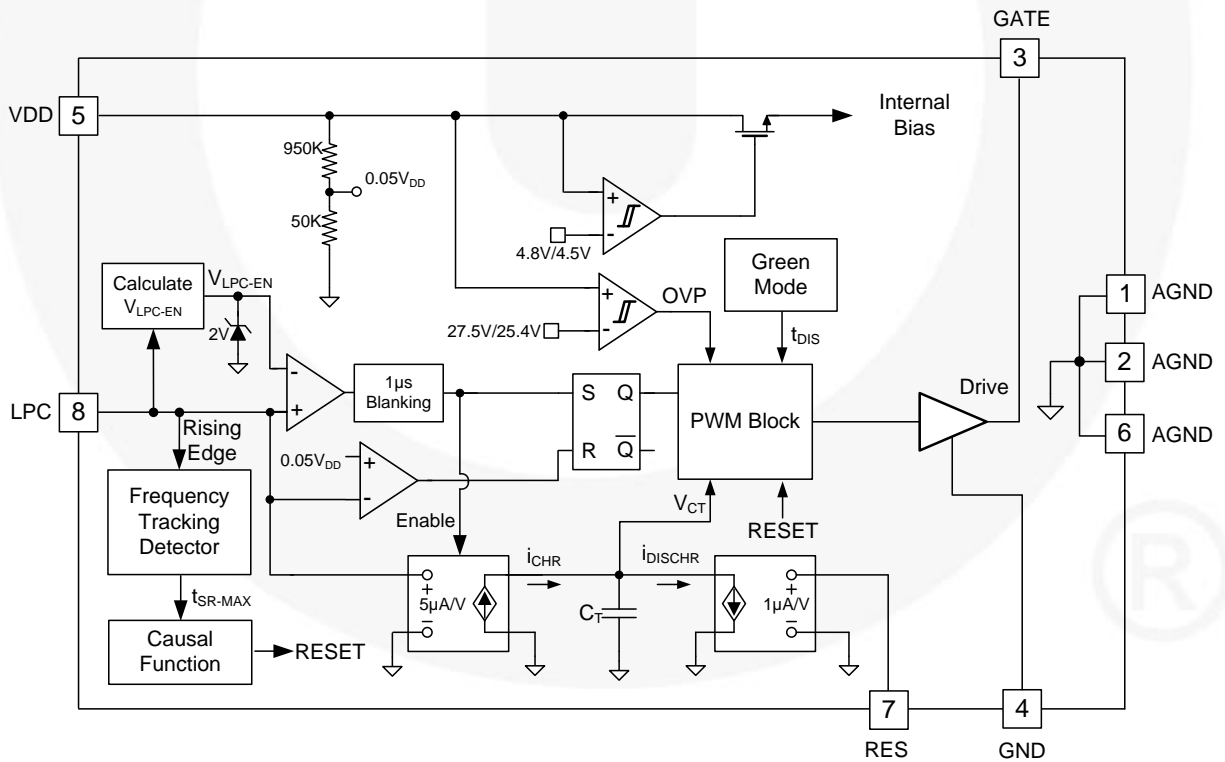 GATE
3
VDD
5
Internal
Bias
950K
0.05VDD
50K
+
-
4.8V/4.5V
Calculate
VLPC-EN
VLPC-EN
2V
+
-
OVP
27.5V/25.4V
Green
Mode
tDIS
1
AGND
2
AGND
6
AGND
LPC
8
-
+
1µs
Blanking
S
Q
R
Q
PWM Block
Drive
Rising
Edge
0.05VDD
+
-
Frequency
Tracking
Detector
Enable
VCT
RESET
iCHR
iDISCHR
+
5µA/V
-
CT
+
1µA/V
-
tSR-MAX
Causal
Function
RESET
7
RES
4
GND
®